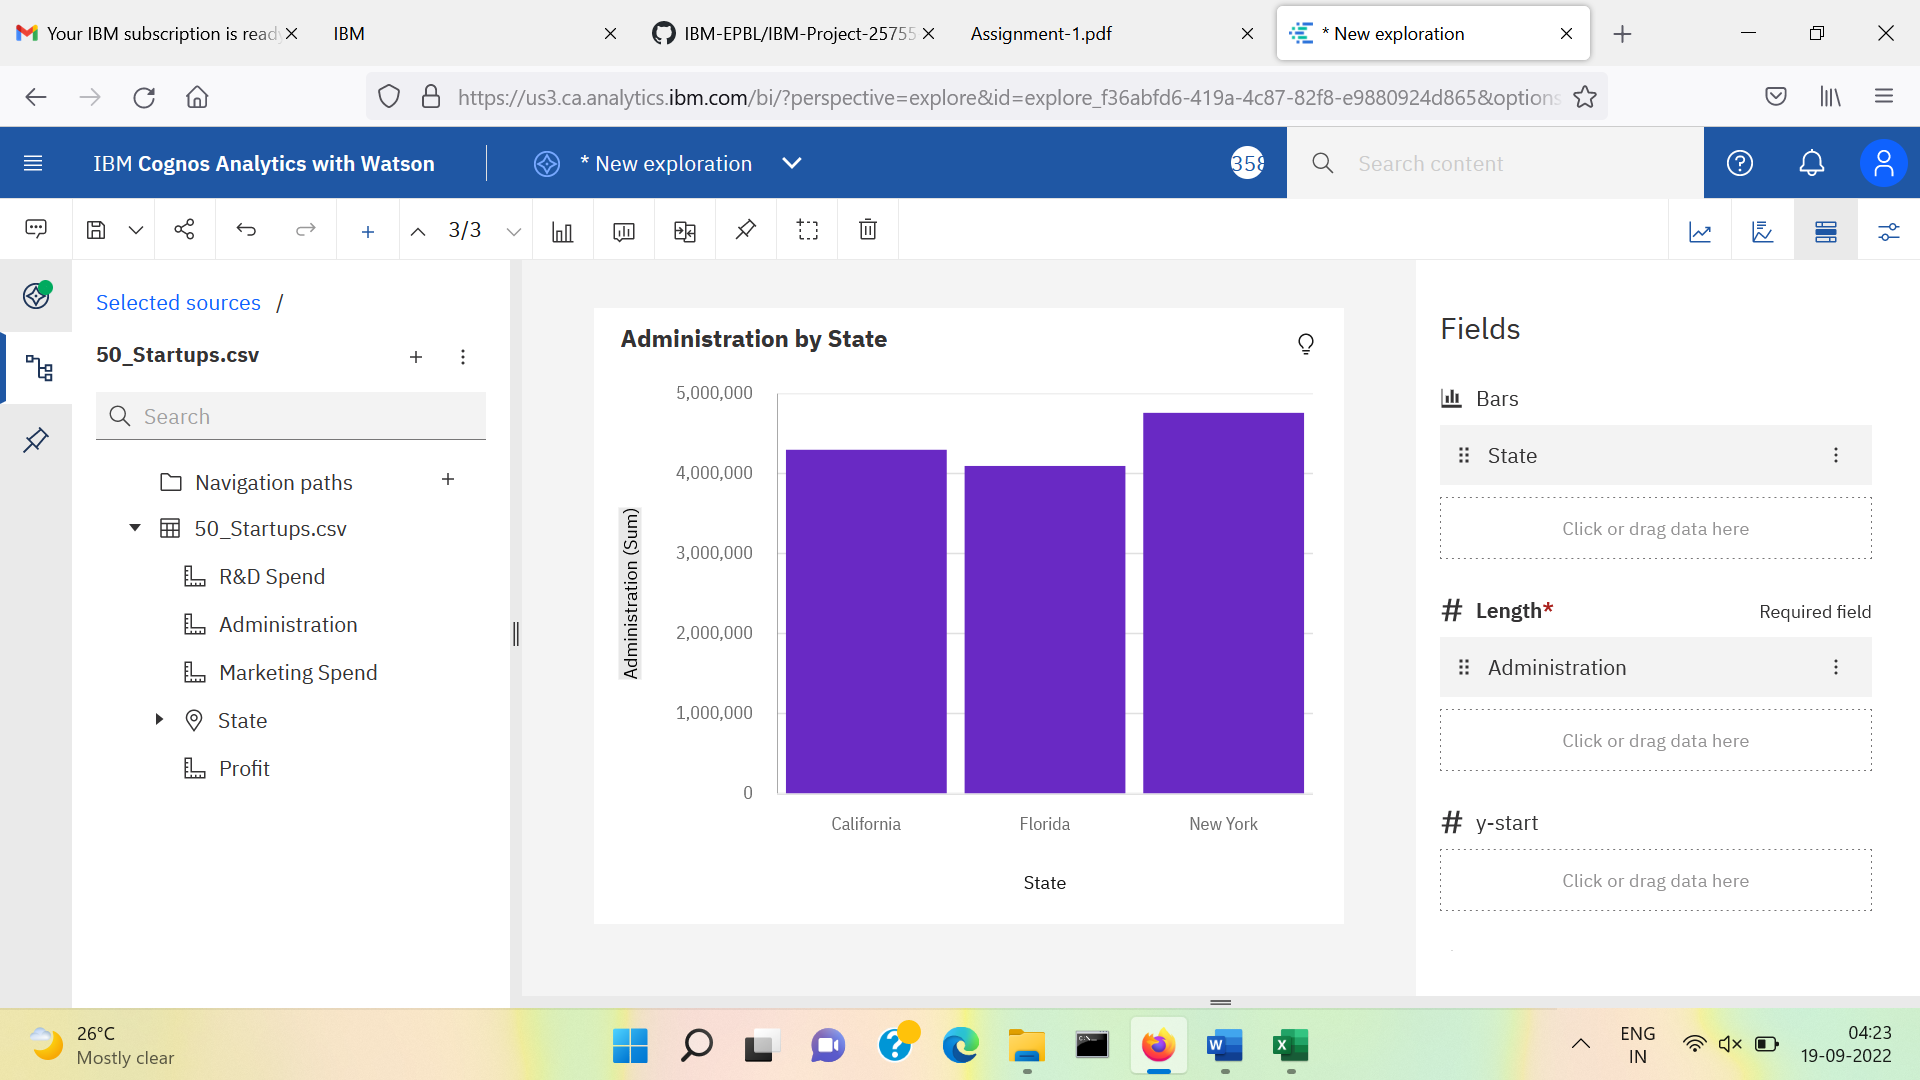 Your IBM subscription is read
IBM
IBM-EPBL/IBM-Project-25755
Assignment-1.pdf
* New exploration
https://us3.ca.analytics.ibm.com/bi/?perspective=explore&id=explore_f36abfd6-419a-4c87-82f8-e9880924d865&options
IBM Cognos Analytics with Watson
* New exploration
358
Search content
3/3
Selected sources /
50_Startups.csv
Search
Navigation paths
50_Startups.csv
R&D Spend
Administration
Marketing Spend
State
Profit
Administration by State
Administration (Sum)
5,000,000
4,000,000
3,000,000
2,000,000
1,000,000
0
California
Florida
New York
State
Fields
Bars
State
Click or drag data here
# Length*
Required field
Administration
Click or drag data here
# y-start
Click or drag data here
26°C
Mostly clear
ENG
IN
04:23
19-09-2022